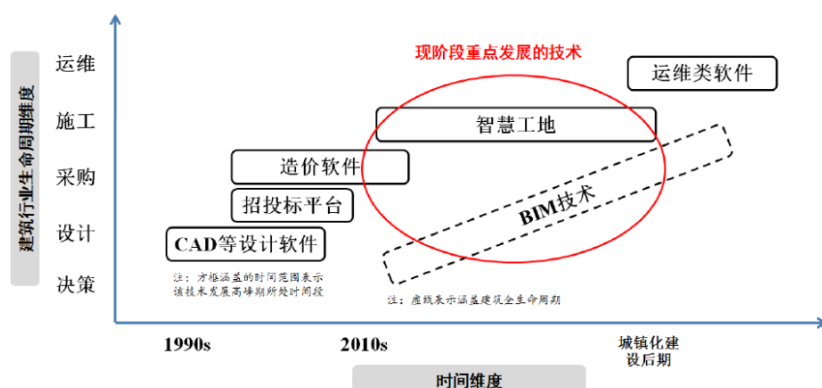 建筑行业生命周期维度
运维
施工
采购
设计
决策
现阶段重点发展的技术
运维类软件
智慧工地
造价软件
招投标平台
CAD等设计软件
BIM技术
注：方框涵盖的时间范围表示
该技术发展高峰期所处时间段
注：虚线表示涵盖建筑全生命周期
1990s
2010s
城镇化建
设后期
时间维度